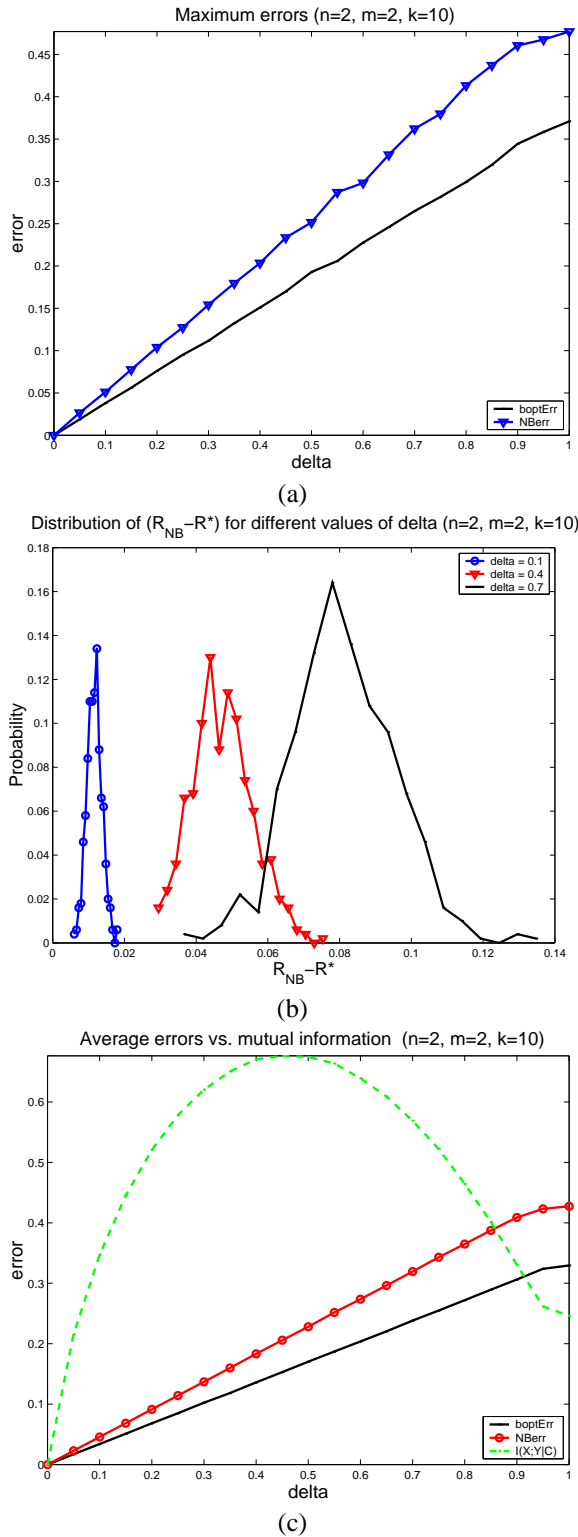 Maximum errors (n=2, m=2, k=10)
0.45
0.4
0.35
0.3
0.25
0.2
0.15
0.1
0.05
0
error
0 0.1 0.2 0.3 0.4 0.5 0.6 0.7 0.8 0.9 1
delta
boptErr
NBerr
(a)
Distribution of (R_NB−R*) for different values of delta (n=2, m=2, k=10)
0.18
0.16
0.14
0.12
0.1
0.08
0.06
0.04
0.02
0
Probability
0 0.02 0.04 0.06 0.08 0.1 0.12 0.14
R_NB−R*
delta = 0.1
delta = 0.4
delta = 0.7
(b)
Average errors vs. mutual information (n=2, m=2, k=10)
0.6
0.5
0.4
0.3
0.2
0.1
0
error
0 0.1 0.2 0.3 0.4 0.5 0.6 0.7 0.8 0.9 1
delta
boptErr
NBerr
I(X;Y|C)
(c)